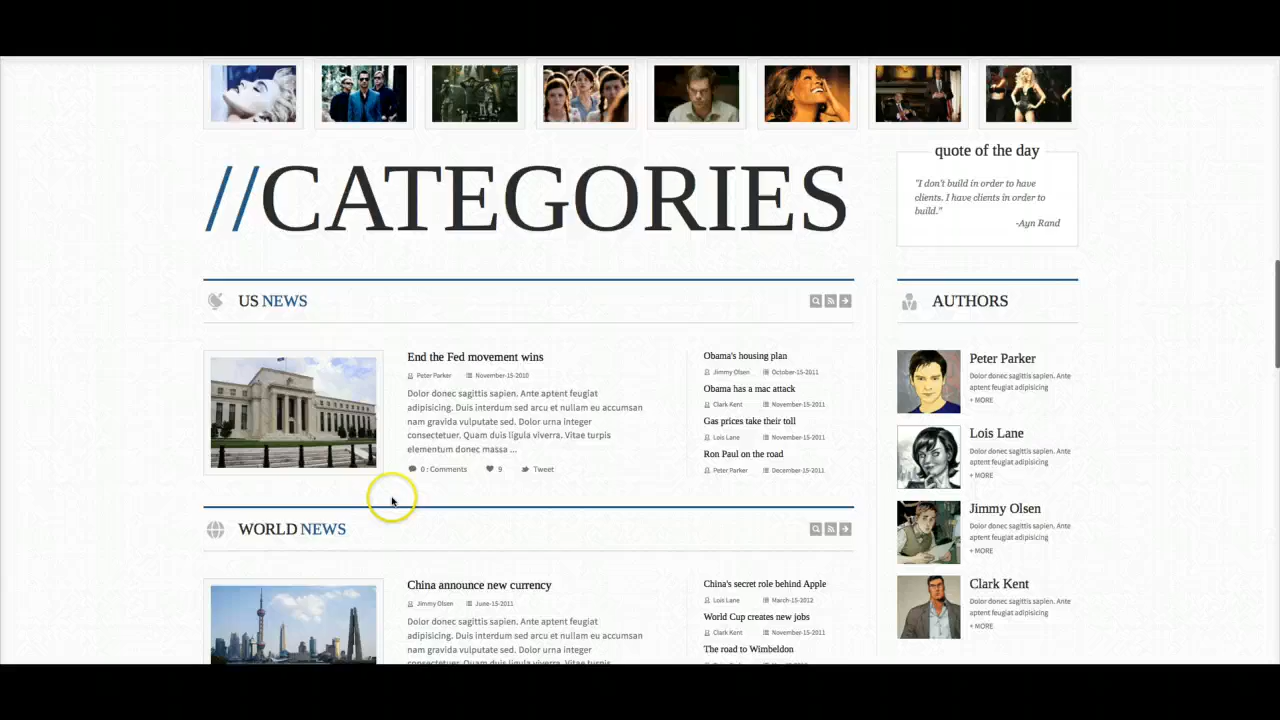 //CATEGORIES
quote of the day
"I don't build in order to have
clients. I have clients in order to
build."
-Ayn Rand
US NEWS
End the Fed movement wins
Peter Parker November-15-2010
Dolor donec sagittis sapien. Ante aptent feugiat
adipisicing. Duis interdum sed arcu et nullam eu accumsan
nam gravida vulputate sed elementum. Dolor urna integer
consectetuer. Quam duis ligula viverra. Vitae turpis
elementum donec massa ...
0 : Comments 9 Tweet
Obama's housing plan
Jimmy Olsen October-15-2011
Obama has a mac attack
Clark Kent November-15-2011
Gas prices take their toll
Lois Lane November-15-2011
Ron Paul on the road
Peter Parker December-15-2011
AUTHORS
Peter Parker
Dolor donec sagittis sapien. Ante
aptent feugiat adipisicing
+ MORE
Lois Lane
Dolor donec sagittis sapien. Ante
aptent feugiat adipisicing
+ MORE
Jimmy Olsen
Dolor donec sagittis sapien. Ante
aptent feugiat adipisicing
+ MORE
Clark Kent
Dolor donec sagittis sapien. Ante
aptent feugiat adipisicing
+ MORE
WORLD NEWS
China announce new currency
Jimmy Olsen June-15-2011
Dolor donec sagittis sapien. Ante aptent feugiat
adipisicing. Duis interdum sed arcu et nullam eu accumsan
China's secret role behind Apple
Lois Lane March-15-2012
World Cup creates new jobs
Clark Kent November-15-2011
The road to Wimbeldon